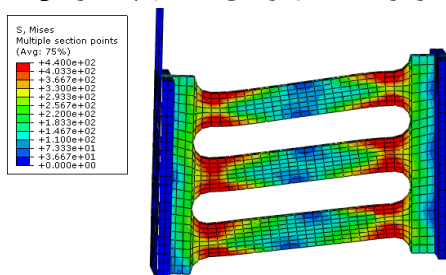 S, Mises
Multiple section points
(Avg: 75%)
+4.400e+02
+4.033e+02
+3.667e+02
+3.300e+02
+2.933e+02
+2.567e+02
+2.200e+02
+1.833e+02
+1.467e+02
+1.100e+02
+7.333e+01
+3.667e+01
+0.000e+00